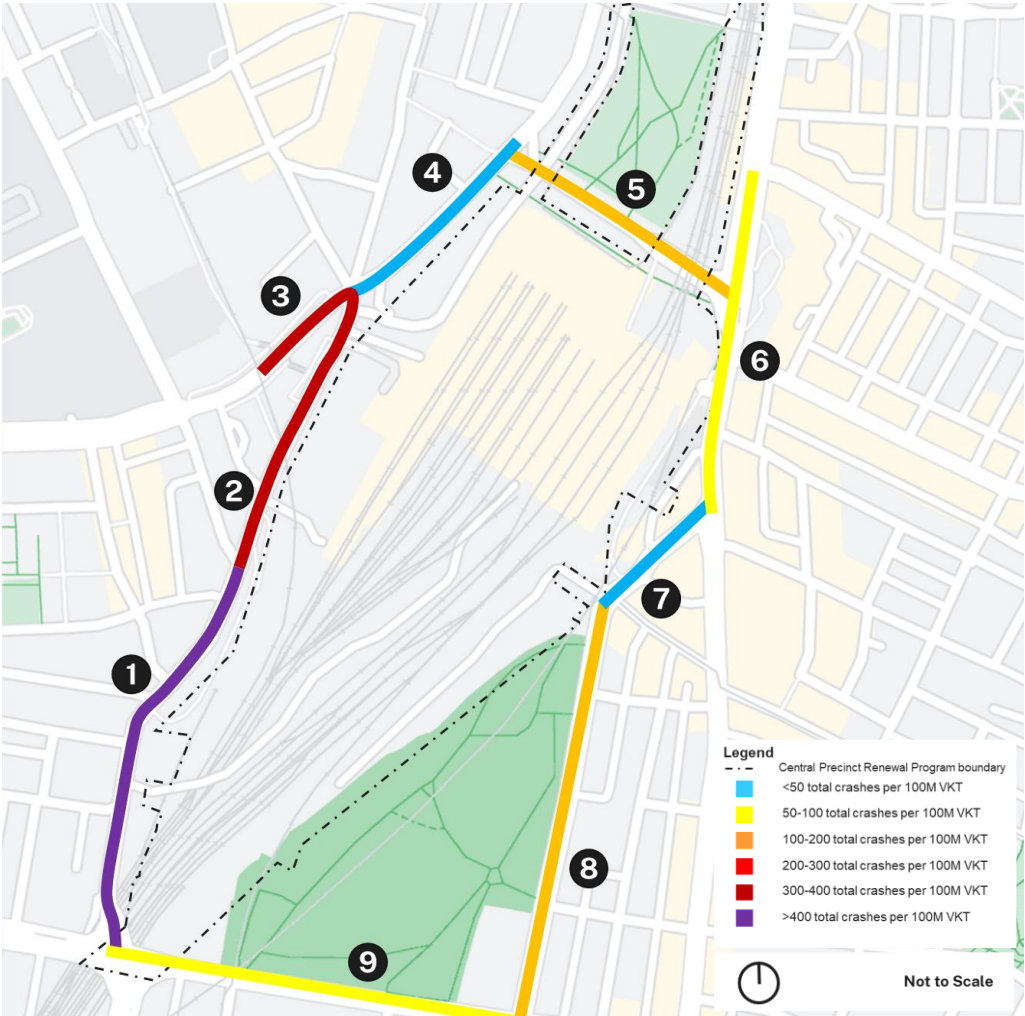 4
5
3
6
2
7
1
8
9
Legend
Central Precinct Renewal Program boundary
<50 total crashes per 100M VKT
50-100 total crashes per 100M VKT
100-200 total crashes per 100M VKT
200-300 total crashes per 100M VKT
300-400 total crashes per 100M VKT
>400 total crashes per 100M VKT
Not to Scale